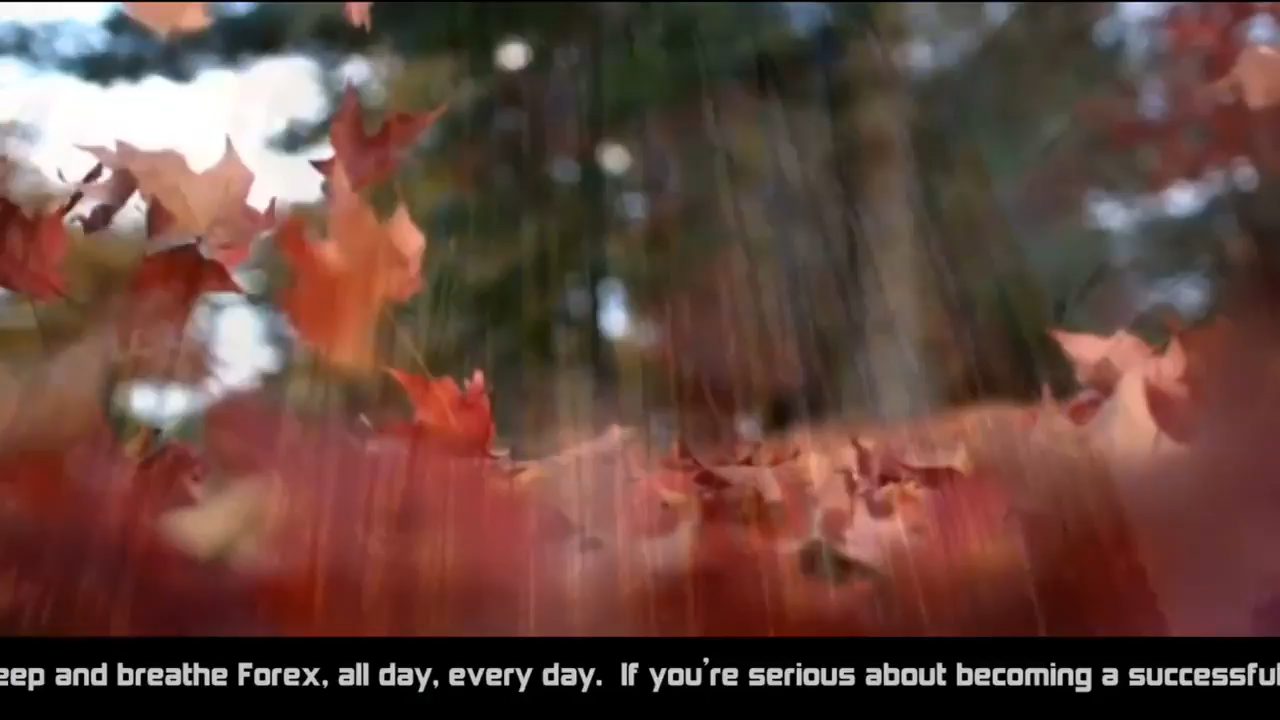 eep and breathe Forex, all day, every day.  If you're serious about becoming a successful